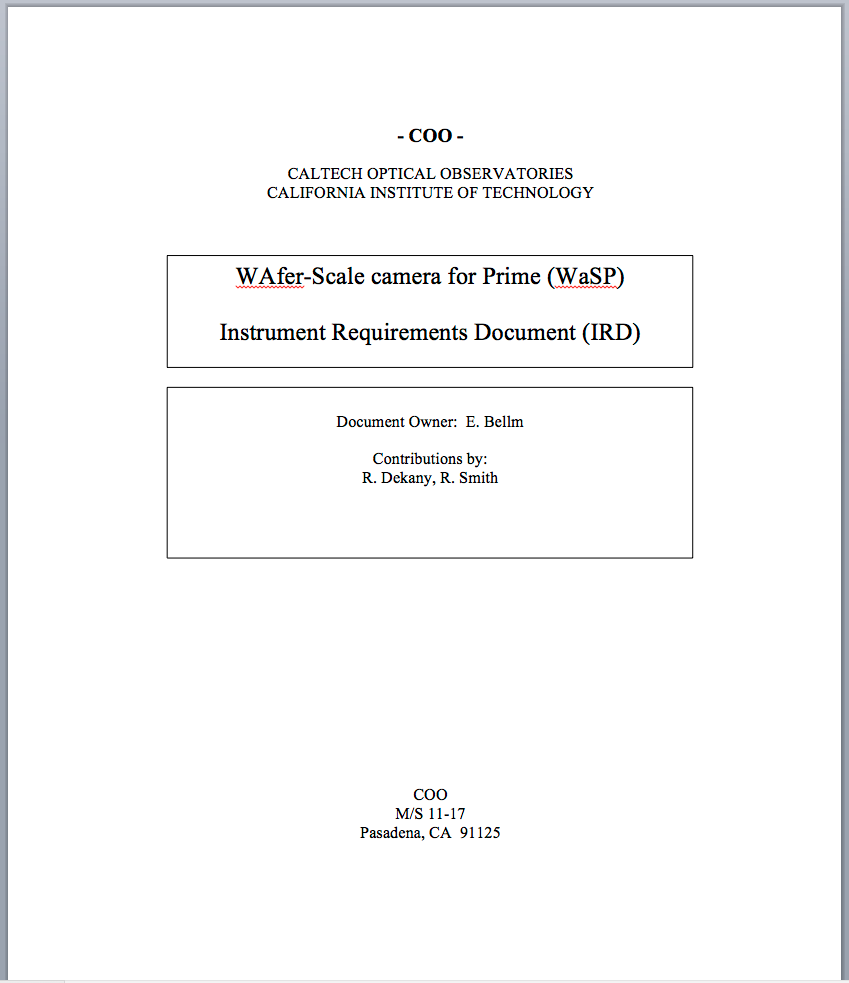 - COO -
CALTECH OPTICAL OBSERVATORIES
CALIFORNIA INSTITUTE OF TECHNOLOGY
WAfer-Scale camera for Prime (WaSP)
Instrument Requirements Document (IRD)
Document Owner:  E. Bellm
Contributions by:
R. Dekany, R. Smith
COO
M/S 11-17
Pasadena, CA  91125